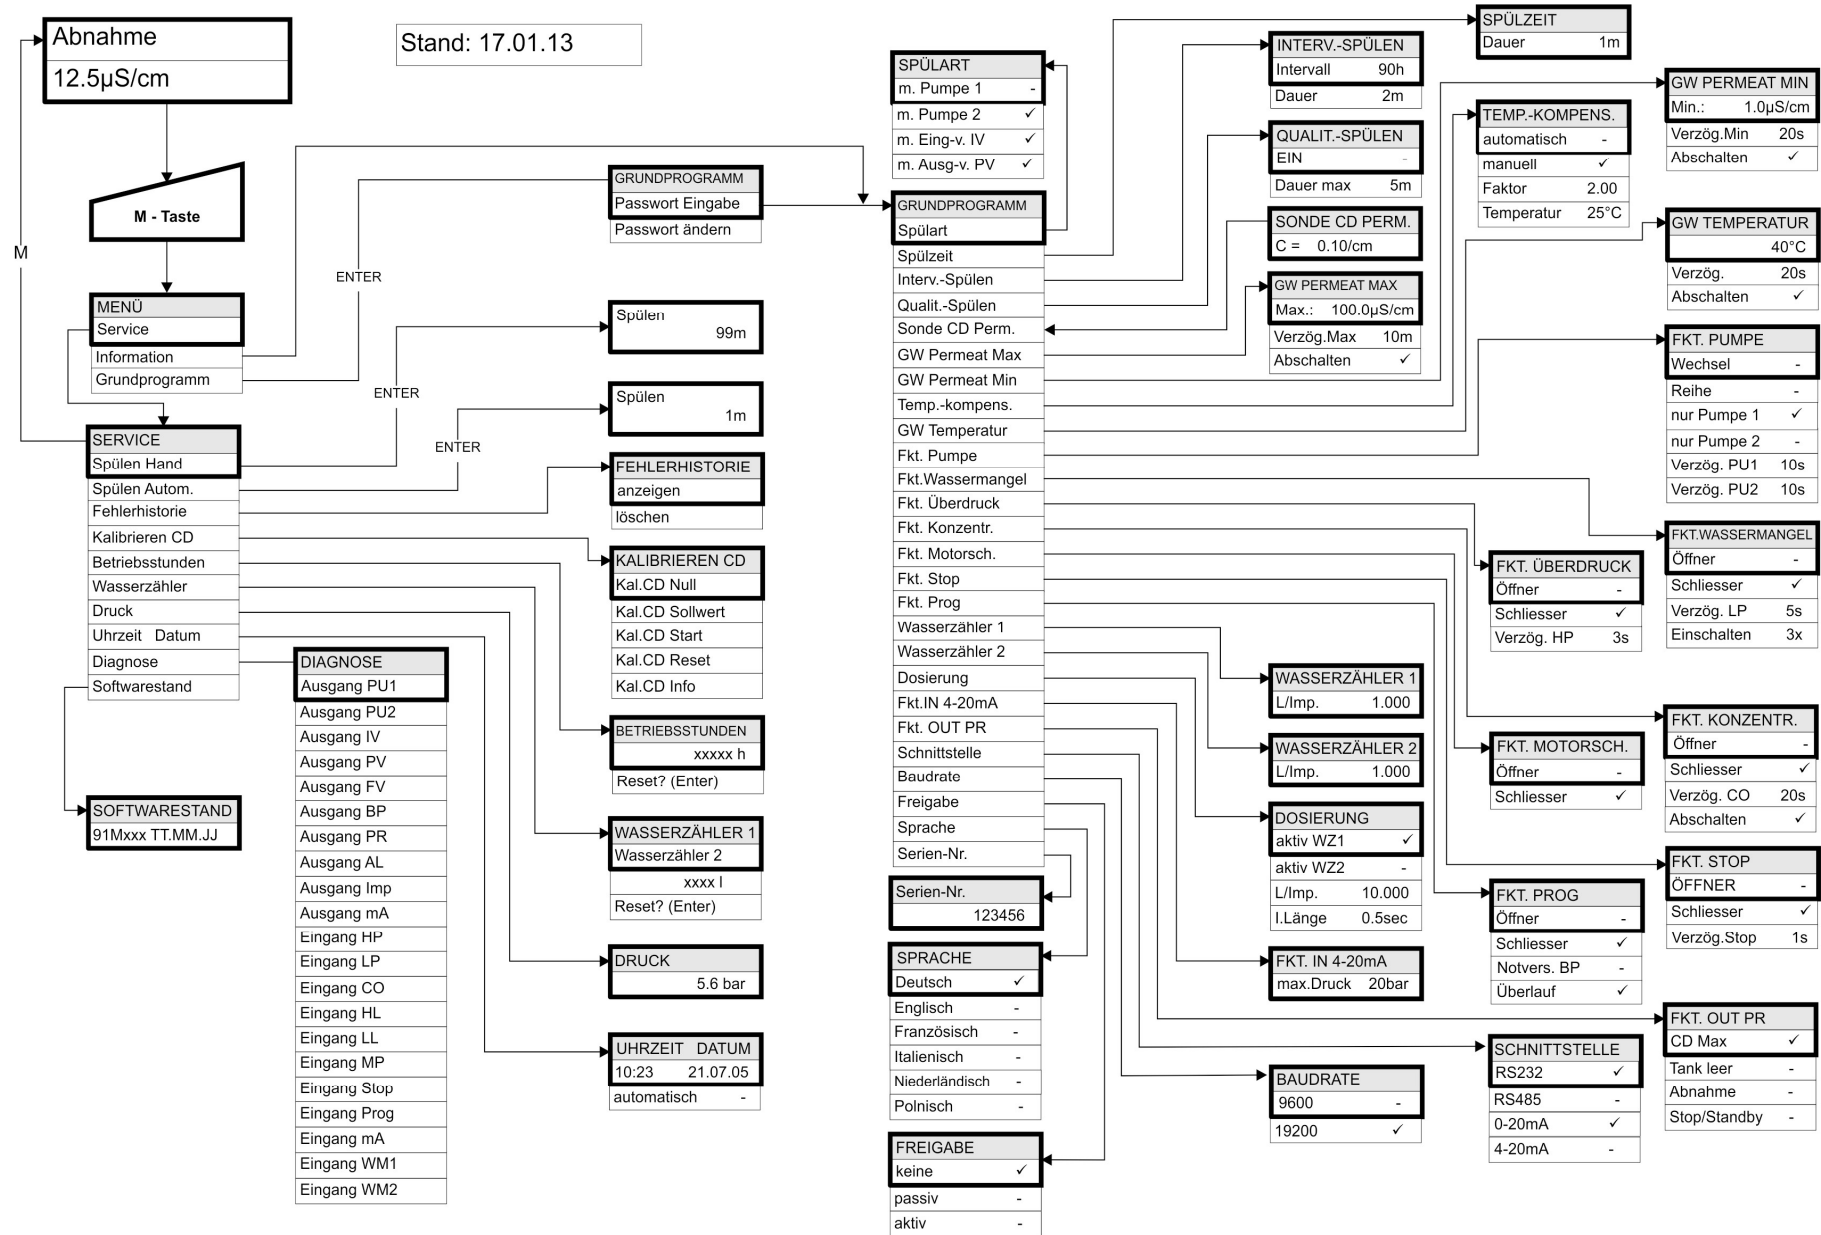 Abnahme
12.5µS/cm
Stand: 17.01.13
M - Taste
M
MENÜ
Service
Information
Grundprogramm
SERVICE
Spülen Hand
Spülen Autom.
Fehlerhistorie
Kalibrieren CD
Betriebsstunden
Wasserzähler
Druck
Uhrzeit Datum
Diagnose
Softwarestand
SOFTWARESTAND
91Mxxx TT.MM.JJ
DIAGNOSE
Ausgang PU1
Ausgang PU2
Ausgang IV
Ausgang PV
Ausgang FV
Ausgang BP
Ausgang PR
Ausgang AL
Ausgang Imp
Ausgang mA
Eingang HP
Eingang LP
Eingang CO
Eingang HL
Eingang LL
Eingang MP
Eingang Stop
Eingang Prog
Eingang mA
Eingang WM1
Eingang WM2
ENTER
ENTER
ENTER
GRUNDPROGRAMM
Passwort Eingabe
Passwort ändern
Spülen
99m
Spülen
1m
FEHLERHISTORIE
anzeigen
löschen
KALIBRIEREN CD
Kal.CD Null
Kal.CD Sollwert
Kal.CD Start
Kal.CD Reset
Kal.CD Info
BETRIEBSSTUNDEN
xxxxx h
Reset? (Enter)
WASSERZÄHLER 1
Wasserzähler 2
xxxx l
Reset? (Enter)
DRUCK
5.6 bar
UHRZEIT DATUM
10:23 21.07.05
automatisch -
SPÜLART
m. Pumpe 1 -
m. Pumpe 2 ✓
m. Eing-v. IV ✓
m. Ausg-v. PV ✓
GRUNDPROGRAMM
Spülart
Spülzeit
Interv.-Spülen
Qualit.-Spülen
Sonde CD Perm.
GW Permeat Max
GW Permeat Min
Temp.-kompens.
GW Temperatur
Fkt. Pumpe
Fkt.Wassermangel
Fkt. Überdruck
Fkt. Konzentr.
Fkt. Motorsch.
Fkt. Stop
Fkt. Prog
Wasserzähler 1
Wasserzähler 2
Dosierung
Fkt.IN 4-20mA
Fkt. OUT PR
Schnittstelle
Baudrate
Freigabe
Sprache
Serien-Nr.
Serien-Nr.
123456
SPRACHE
Deutsch ✓
Englisch -
Französisch -
Italienisch -
Niederländisch -
Polnisch -
FREIGABE
keine ✓
passiv -
aktiv -
INTERV.-SPÜLEN
Intervall 90h
Dauer 2m
QUALIT.-SPÜLEN
EIN -
Dauer max 5m
SONDE CD PERM.
C = 0.10/cm
GW PERMEAT MAX
Max.: 100.0µS/cm
Verzög.Max 10m
Abschalten ✓
WASSERZÄHLER 1
L/Imp. 1.000
WASSERZÄHLER 2
L/Imp. 1.000
DOSIERUNG
aktiv WZ1 ✓
aktiv WZ2 -
L/Imp. 10.000
I.Länge 0.5sec
FKT. IN 4-20mA
max.Druck 20bar
BAUDRATE
9600 -
19200 ✓
SPÜLZEIT
Dauer 1m
TEMP.-KOMPENS.
automatisch -
manuell ✓
Faktor 2.00
Temperatur 25°C
FKT. ÜBERDRUCK
Öffner -
Schliesser ✓
Verzög. HP 3s
FKT. MOTORSCH.
Öffner -
Schliesser ✓
FKT. PROG
Öffner -
Schliesser ✓
Notvers. BP -
Überlauf ✓
SCHNITTSTELLE
RS232 ✓
RS485 -
0-20mA ✓
4-20mA -
GW PERMEAT MIN
Min.: 1.0µS/cm
Verzög.Min 20s
Abschalten ✓
GW TEMPERATUR
40°C
Verzög. 20s
Abschalten ✓
FKT. PUMPE
Wechsel -
Reihe -
nur Pumpe 1 ✓
nur Pumpe 2 -
Verzög. PU1 10s
Verzög. PU2 10s
FKT.WASSERMANGEL
Öffner -
Schliesser ✓
Verzög. LP 5s
Einschalten 3x
FKT. KONZENTR.
Öffner -
Schliesser ✓
Verzög. CO 20s
Abschalten ✓
FKT. STOP
ÖFFNER -
Schliesser ✓
Verzög.Stop 1s
FKT. OUT PR
CD Max ✓
Tank leer -
Abnahme -
Stop/Standby -